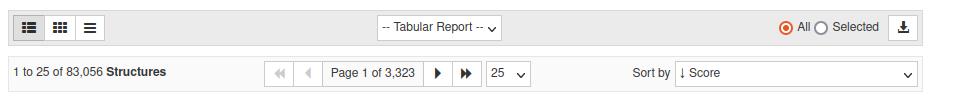 -- Tabular Report -- All Selected
1 to 25 of 83,056 Structures Page 1 of 3,323 25 Sort by ↓ Score